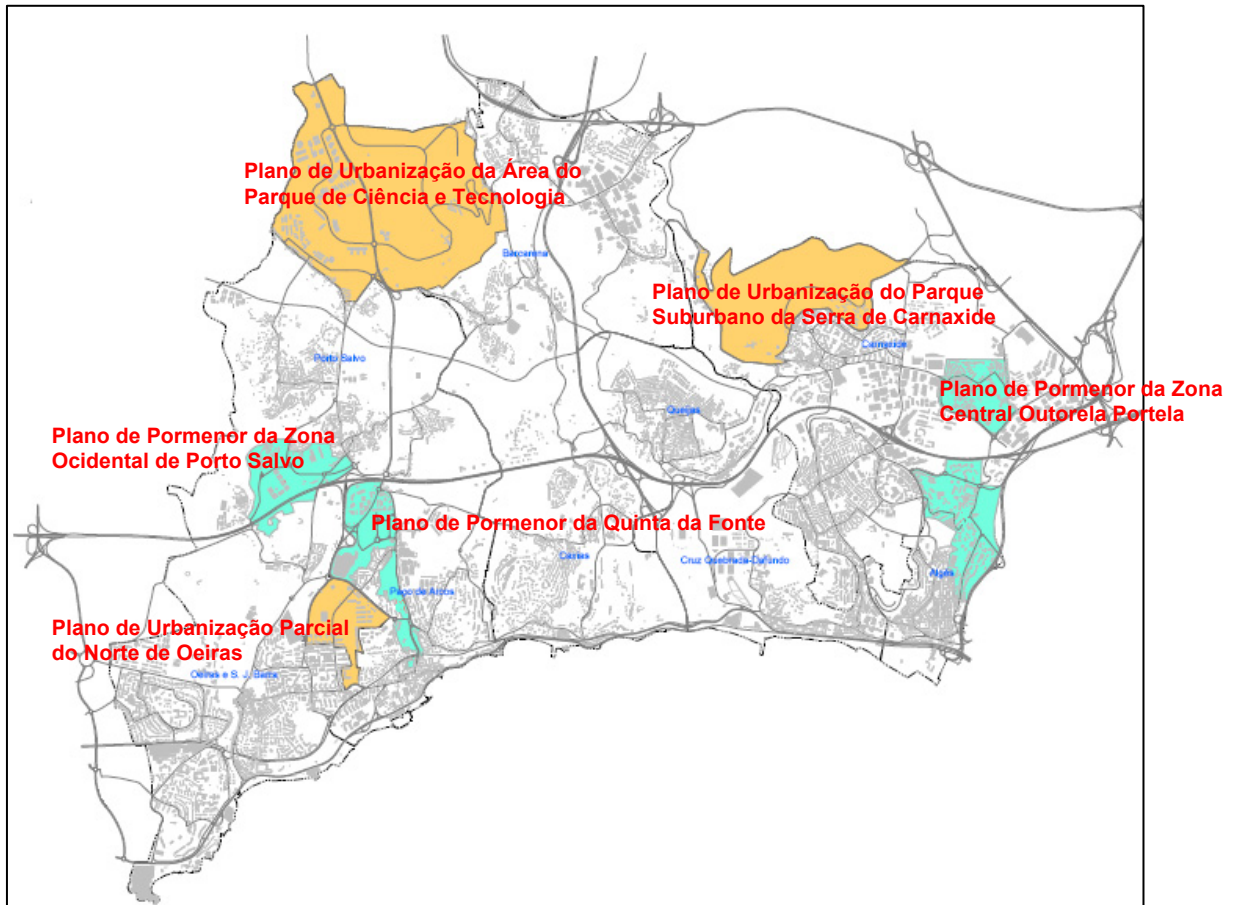 Plano de Urbanização da Área do
Parque de Ciência e Tecnologia
Barcarena
Plano de Urbanização do Parque
Suburbano da Serra de Carnaxide
Carnaxide
Porto Salvo
Plano de Pormenor da Zona
Central Outorela Portela
Queijas
Plano de Pormenor da Zona
Ocidental de Porto Salvo
Plano de Pormenor da Quinta da Fonte
Caxias
Cruz Quebrada-Dafundo
Algés
Paço de Arcos
Plano de Urbanização Parcial
do Norte de Oeiras
Oeiras e S. J. Barra